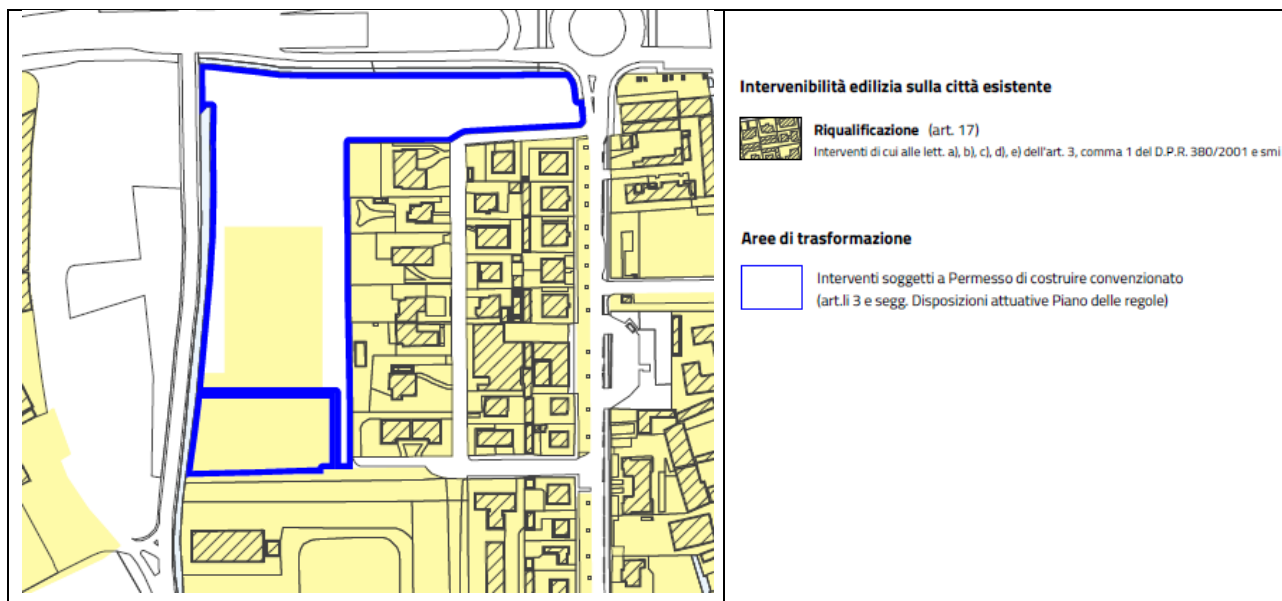 Intervenibilità edilizia sulla città esistente
Riqualificazione (art. 17)
Interventi di cui alle lett. a), b), c), d), e) dell'art. 3, comma 1 del D.P.R. 380/2001 e smi
Aree di trasformazione
Interventi soggetti a Permesso di costruire convenzionato
(art.li 3 e segg. Disposizioni attuative Piano delle regole)